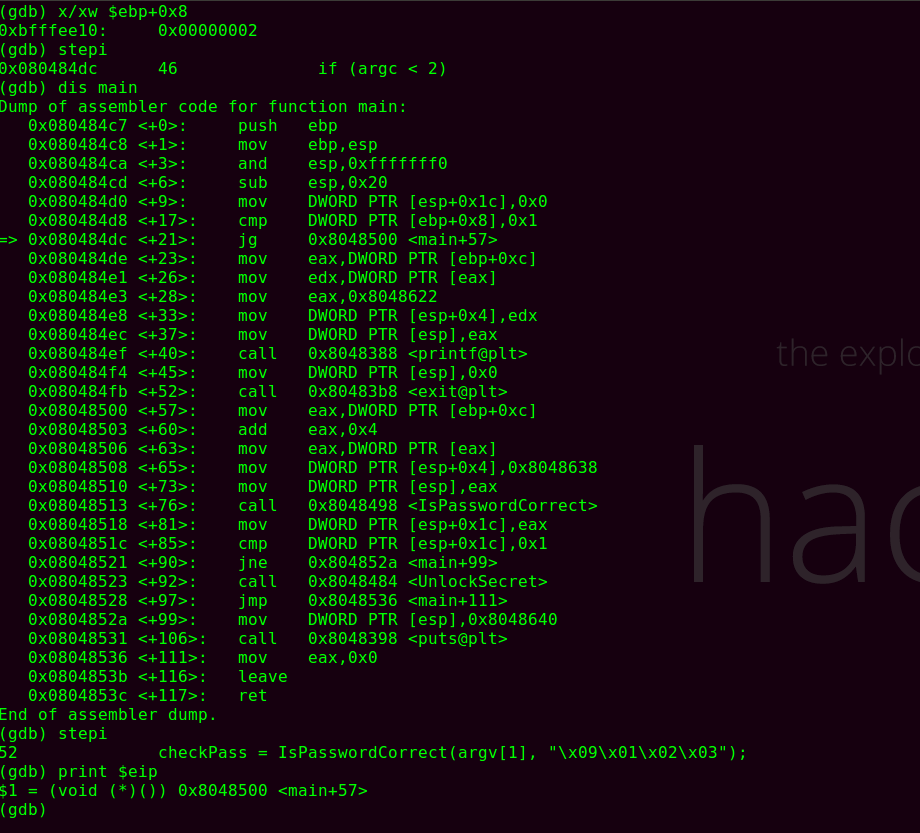 (gdb) x/xw $ebp+0x8
0xbfffee10:     0x00000002
(gdb) stepi
0x080484dc      46              if (argc < 2)
(gdb) dis main
Dump of assembler code for function main:
   0x080484c7 <+0>:     push   ebp
   0x080484c8 <+1>:     mov    ebp,esp
   0x080484ca <+3>:     and    esp,0xfffffff0
   0x080484cd <+6>:     sub    esp,0x20
   0x080484d0 <+9>:     mov    DWORD PTR [esp+0x1c],0x0
   0x080484d8 <+17>:    cmp    DWORD PTR [ebp+0x8],0x1
=> 0x080484dc <+21>:    jg     0x8048500 <main+57>
   0x080484de <+23>:    mov    eax,DWORD PTR [ebp+0xc]
   0x080484e1 <+26>:    mov    edx,DWORD PTR [eax]
   0x080484e3 <+28>:    mov    eax,0x8048622
   0x080484e8 <+33>:    mov    DWORD PTR [esp+0x4],edx
   0x080484ec <+37>:    mov    DWORD PTR [esp],eax
   0x080484ef <+40>:    call   0x8048388 <printf@plt>
   0x080484f4 <+45>:    mov    DWORD PTR [esp],0x0
   0x080484fb <+52>:    call   0x80483b8 <exit@plt>
   0x08048500 <+57>:    mov    eax,DWORD PTR [ebp+0xc]
   0x08048503 <+60>:    add    eax,0x4
   0x08048506 <+63>:    mov    eax,DWORD PTR [eax]
   0x08048508 <+65>:    mov    DWORD PTR [esp+0x4],0x8048638
   0x08048510 <+73>:    mov    DWORD PTR [esp],eax
   0x08048513 <+76>:    call   0x8048498 <IsPasswordCorrect>
   0x08048518 <+81>:    mov    DWORD PTR [esp+0x1c],eax
   0x0804851c <+85>:    cmp    DWORD PTR [esp+0x1c],0x1
   0x08048521 <+90>:    jne    0x804852a <main+99>
   0x08048523 <+92>:    call   0x8048484 <UnlockSecret>
   0x08048528 <+97>:    jmp    0x8048536 <main+111>
   0x0804852a <+99>:    mov    DWORD PTR [esp],0x8048640
   0x08048531 <+106>:   call   0x8048398 <puts@plt>
   0x08048536 <+111>:   mov    eax,0x0
   0x0804853b <+116>:   leave
   0x0804853c <+117>:   ret
End of assembler dump.
(gdb) stepi
52              checkPass = IsPasswordCorrect(argv[1], "\x09\x01\x02\x03");
(gdb) print $eip
$1 = (void (*)()) 0x8048500 <main+57>
(gdb)
the explo
hac